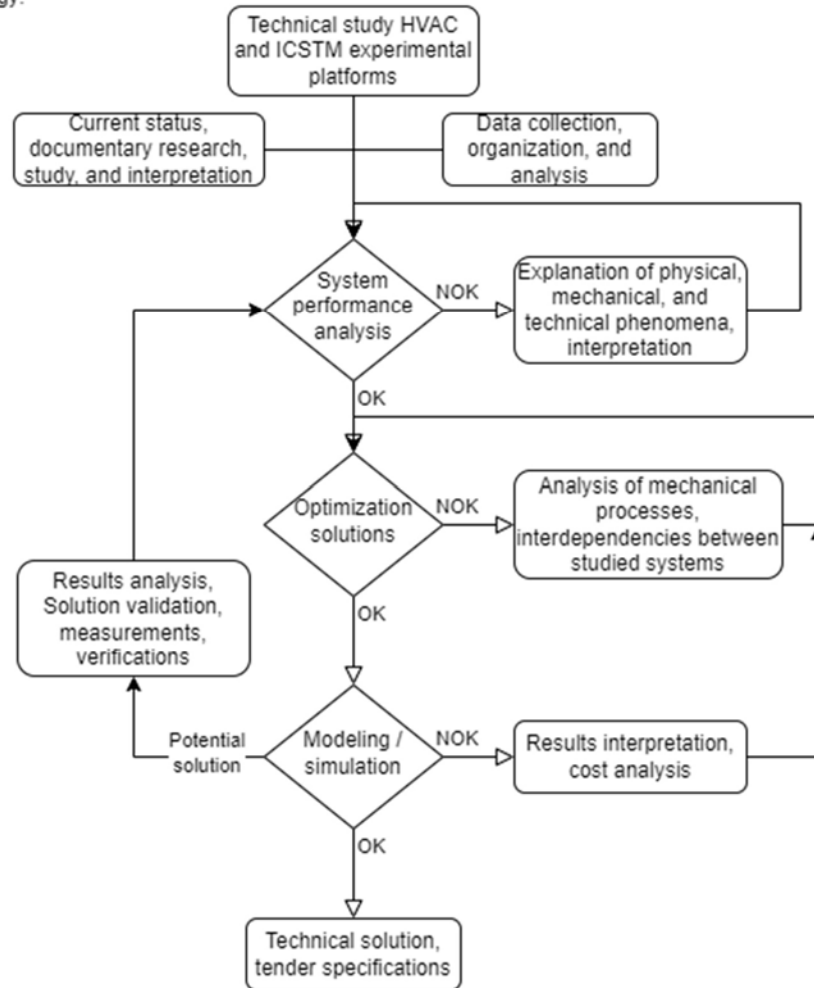 gy.
Technical study HVAC
and ICSTM experimental
platforms
Current status,
documentary research,
study, and interpretation
Data collection,
organization, and
analysis
System
performance
analysis
NOK
Explanation of physical,
mechanical, and
technical phenomena,
interpretation
OK
Optimization
solutions
NOK
Analysis of mechanical
processes,
interdependencies between
studied systems
OK
Results analysis,
Solution validation,
measurements,
verifications
Potential
solution
Modeling /
simulation
NOK
Results interpretation,
cost analysis
OK
Technical solution,
tender specifications